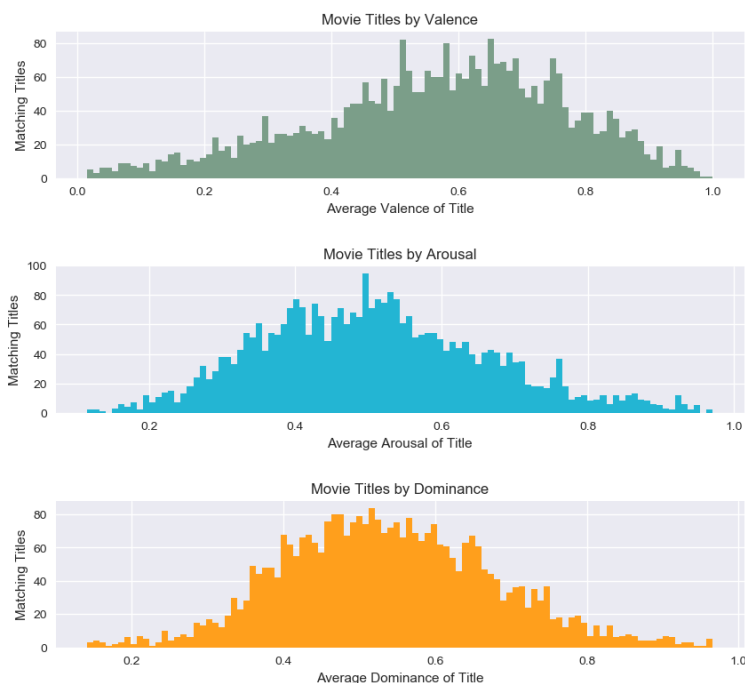 Movie Titles by Valence
80
60
40
20
0
Matching Titles
0.0 0.2 0.4 0.6 0.8 1.0
Average Valence of Title
Movie Titles by Arousal
100
80
60
40
20
0
Matching Titles
0.2 0.4 0.6 0.8 1.0
Average Arousal of Title
Movie Titles by Dominance
80
60
40
20
0
Matching Titles
0.2 0.4 0.6 0.8 1.0
Average Dominance of Title